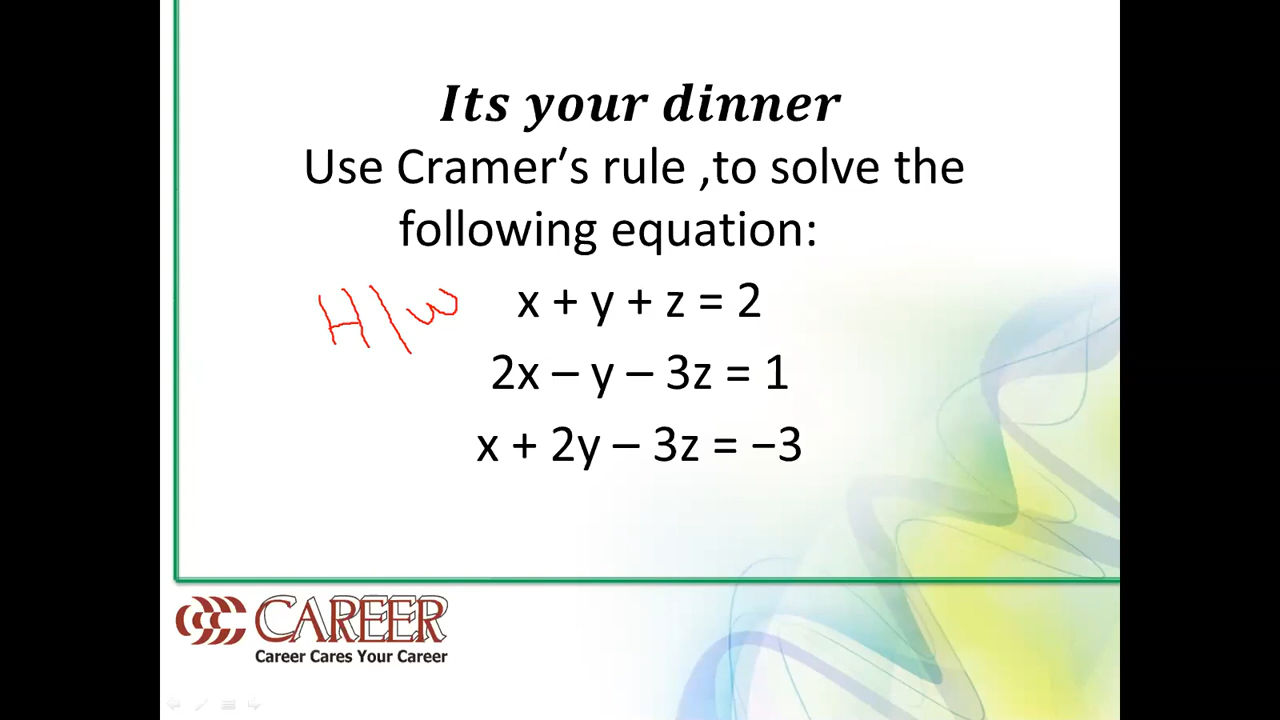 Its your dinner
Use Cramer′s rule ,to solve the
following equation:
H/W
x + y + z = 2
2x – y – 3z = 1
x + 2y – 3z = −3
CAREER
Career Cares Your Career